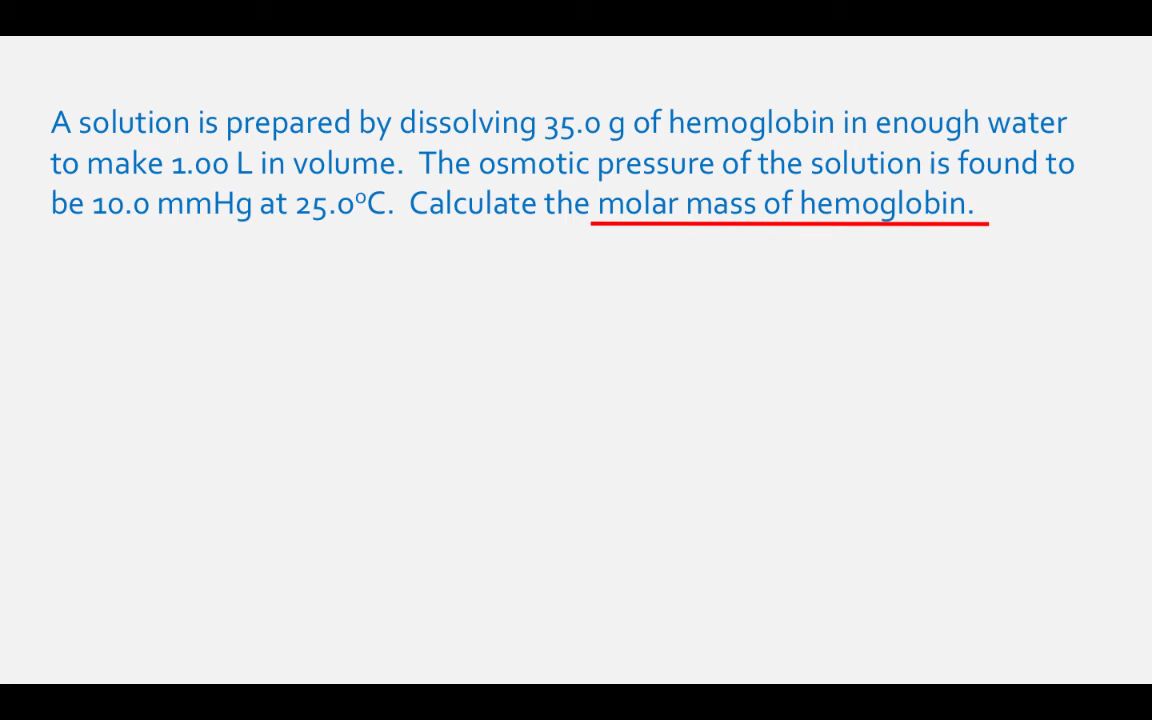 A solution is prepared by dissolving 35.0 g of hemoglobin in enough water
to make 1.00 L in volume.  The osmotic pressure of the solution is found to
be 10.0 mmHg at 25.0⁰C.  Calculate the molar mass of hemoglobin.